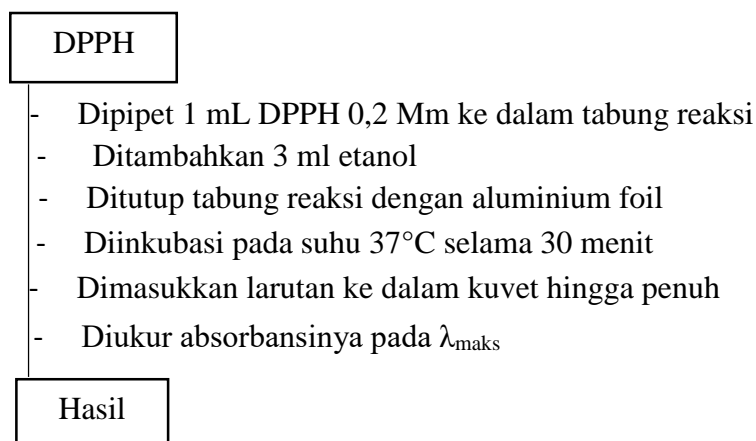 DPPH
- Dipipet 1 mL DPPH 0,2 Mm ke dalam tabung reaksi
- Ditambahkan 3 ml etanol
- Ditutup tabung reaksi dengan aluminium foil
- Diinkubasi pada suhu 37°C selama 30 menit
- Dimasukkan larutan ke dalam kuvet hingga penuh
- Diukur absorbansinya pada λmaks
Hasil